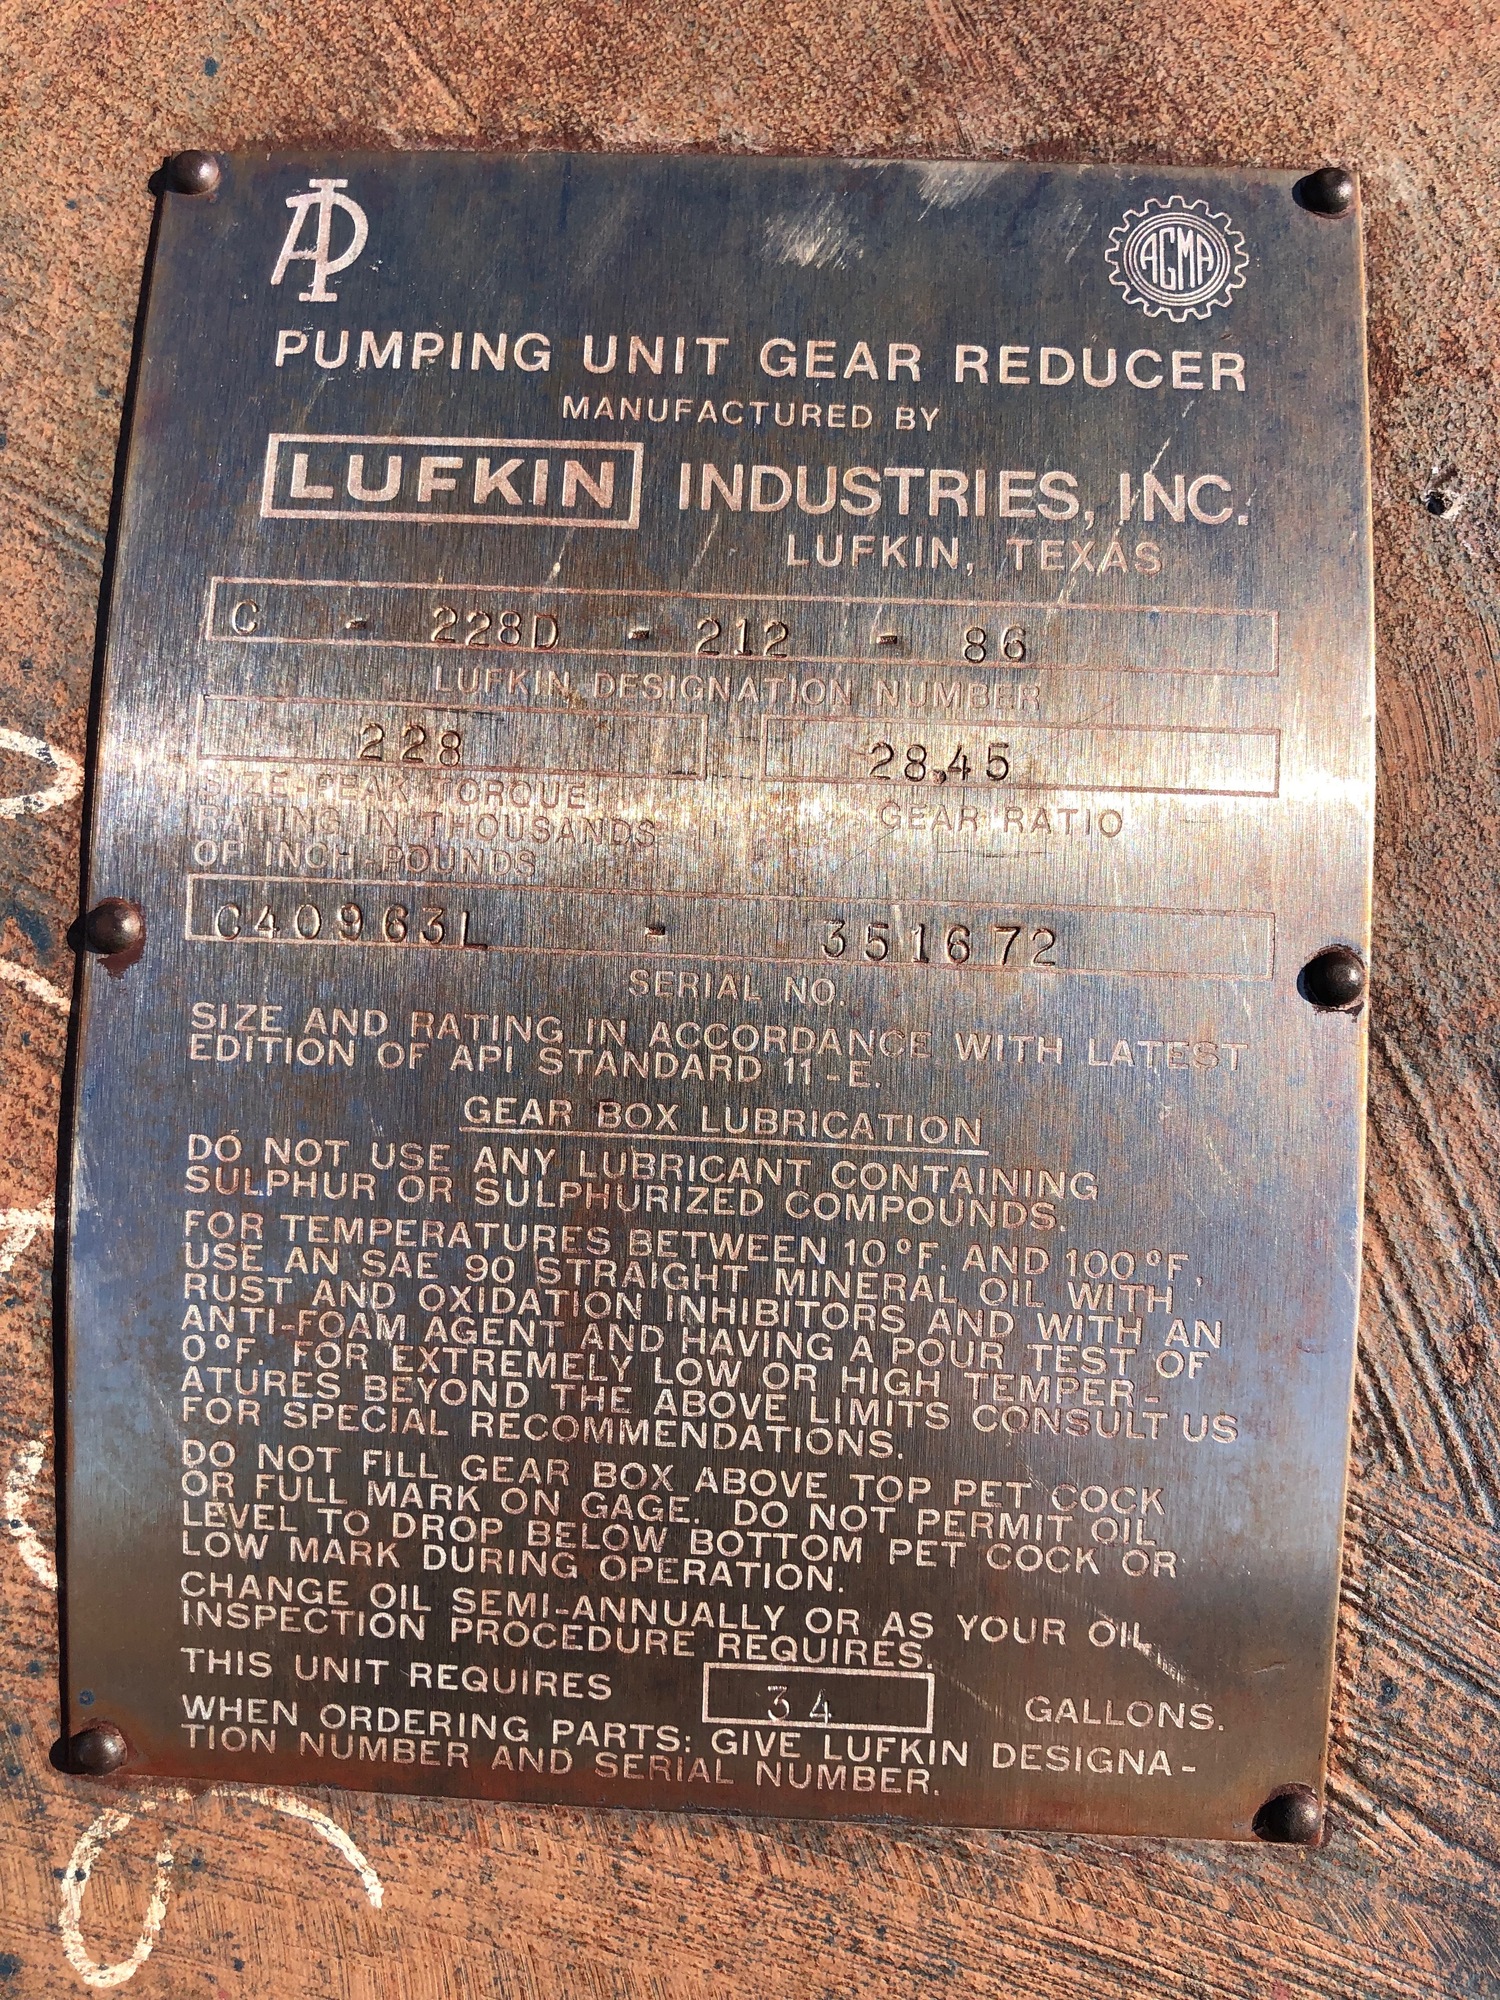 API
AGMA
PUMPING UNIT GEAR REDUCER
MANUFACTURED BY
LUFKIN INDUSTRIES, INC.
LUFKIN, TEXAS
C - 228D - 212 - 86
LUFKIN DESIGNATION NUMBER
228
28.45
SIZE-PEAK TORQUE
RATING IN THOUSANDS
OF INCH-POUNDS
GEAR RATIO
C40963L - 351672
SERIAL NO.
SIZE AND RATING IN ACCORDANCE WITH LATEST
EDITION OF API STANDARD 11-E.
GEAR BOX LUBRICATION
DO NOT USE ANY LUBRICANT CONTAINING
SULPHUR OR SULPHURIZED COMPOUNDS.
FOR TEMPERATURES BETWEEN 10°F. AND 100°F,
USE AN SAE 90 STRAIGHT MINERAL OIL WITH
RUST AND OXIDATION INHIBITORS AND WITH AN
ANTI-FOAM AGENT AND HAVING A POUR TEST OF
0°F. FOR EXTREMELY LOW OR HIGH TEMPER-
ATURES BEYOND THE ABOVE LIMITS CONSULT US
FOR SPECIAL RECOMMENDATIONS.
DO NOT FILL GEAR BOX ABOVE TOP PET COCK
OR FULL MARK ON GAGE. DO NOT PERMIT OIL
LEVEL TO DROP BELOW BOTTOM PET COCK OR
LOW MARK DURING OPERATION.
CHANGE OIL SEMI-ANNUALLY OR AS YOUR OIL
INSPECTION PROCEDURE REQUIRES.
THIS UNIT REQUIRES 34 GALLONS.
WHEN ORDERING PARTS: GIVE LUFKIN DESIGNA-
TION NUMBER AND SERIAL NUMBER.